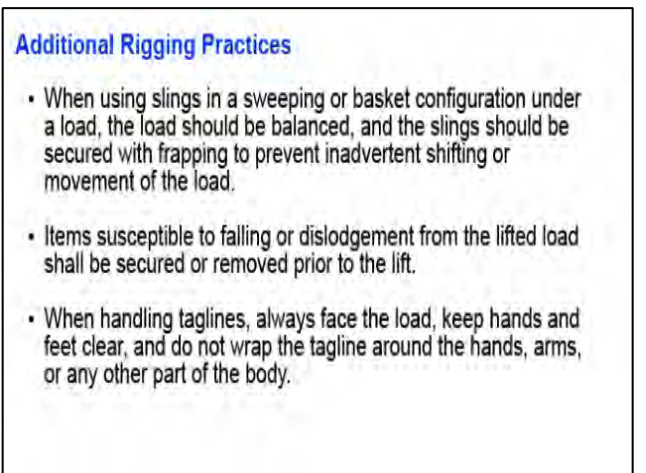 Additional Rigging Practices
• When using slings in a sweeping or basket configuration under
a load, the load should be balanced, and the slings should be
secured with frapping to prevent inadvertent shifting or
movement of the load.
• Items susceptible to falling or dislodgement from the lifted load
shall be secured or removed prior to the lift.
• When handling taglines, always face the load, keep hands and
feet clear, and do not wrap the tagline around the hands, arms,
or any other part of the body.